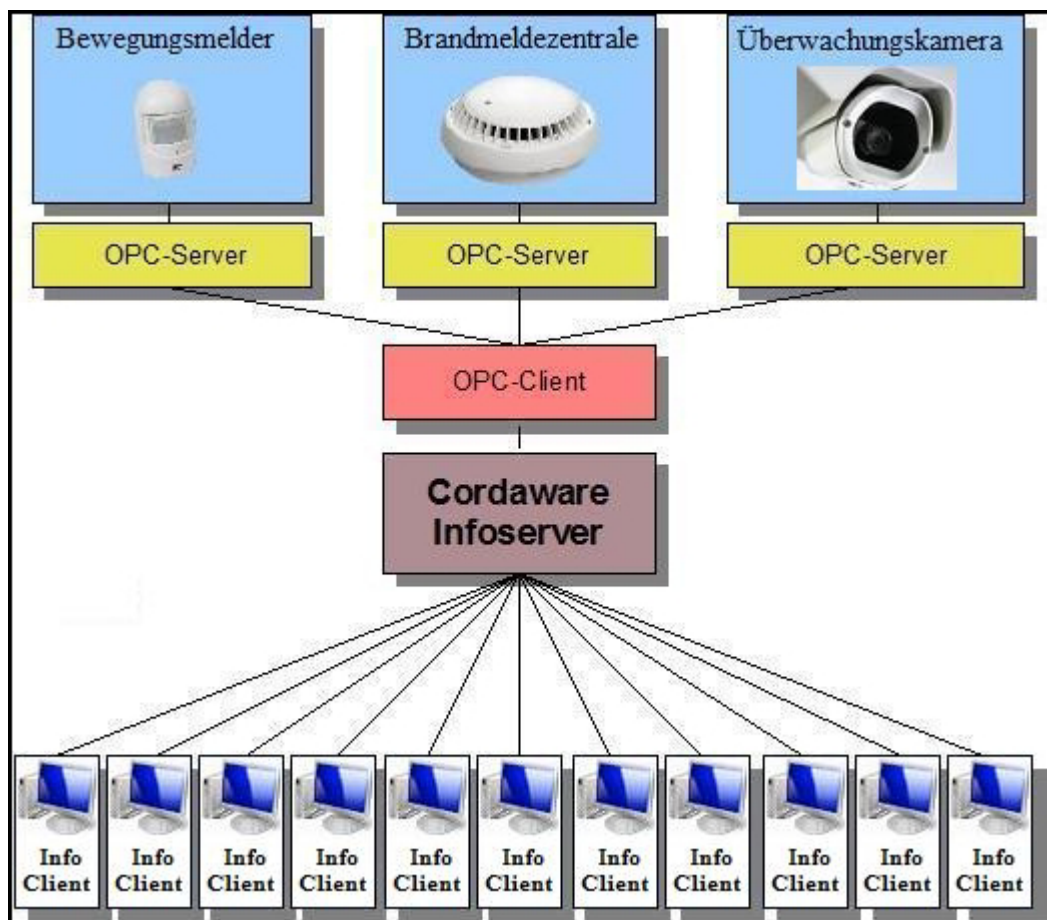 Bewegungsmelder
Brandmeldezentrale
Überwachungskamera
OPC-Server
OPC-Server
OPC-Server
OPC-Client
Cordaware
Infoserver
Info
Client
Info
Client
Info
Client
Info
Client
Info
Client
Info
Client
Info
Client
Info
Client
Info
Client
Info
Client
Info
Client